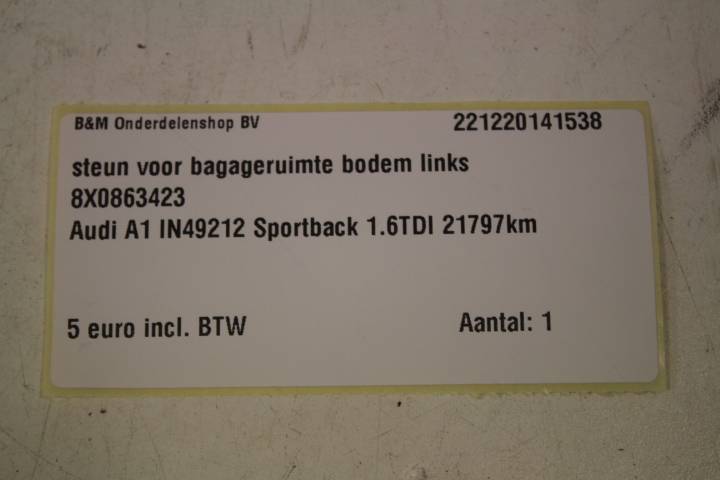 B&M Onderdelenshop BV 221220141538
steun voor bagageruimte bodem links
8X0863423
Audi A1 IN49212 Sportback 1.6TDI 21797km
5 euro incl. BTW Aantal: 1